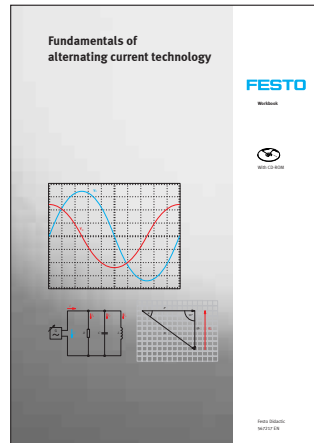 Fundamentals of
alternating current technology
FESTO
Workbook
With CD-ROM
Festo Didactic
567217 EN